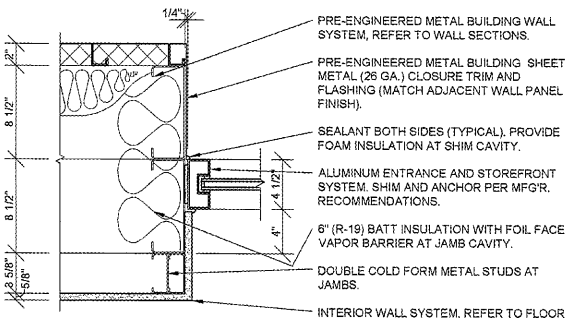 1/4"
PRE-ENGINEERED METAL BUILDING WALL
SYSTEM, REFER TO WALL SECTIONS.
PRE-ENGINEERED METAL BUILDING SHEET
METAL (26 GA.) CLOSURE TRIM AND
FLASHING (MATCH ADJACENT WALL PANEL
FINISH).
SEALANT BOTH SIDES (TYPICAL). PROVIDE
FOAM INSULATION AT SHIM CAVITY.
ALUMINUM ENTRANCE AND STOREFRONT
SYSTEM. SHIM AND ANCHOR PER MFG'R.
RECOMMENDATIONS.
6" (R-19) BATT INSULATION WITH FOIL FACE
VAPOR BARRIER AT JAMB CAVITY.
DOUBLE COLD FORM METAL STUDS AT
JAMBS.
INTERIOR WALL SYSTEM. REFER TO FLOOR
2"
8 1/2"
8 1/2"
3 5/8"
5/8"
4 1/2"
4"